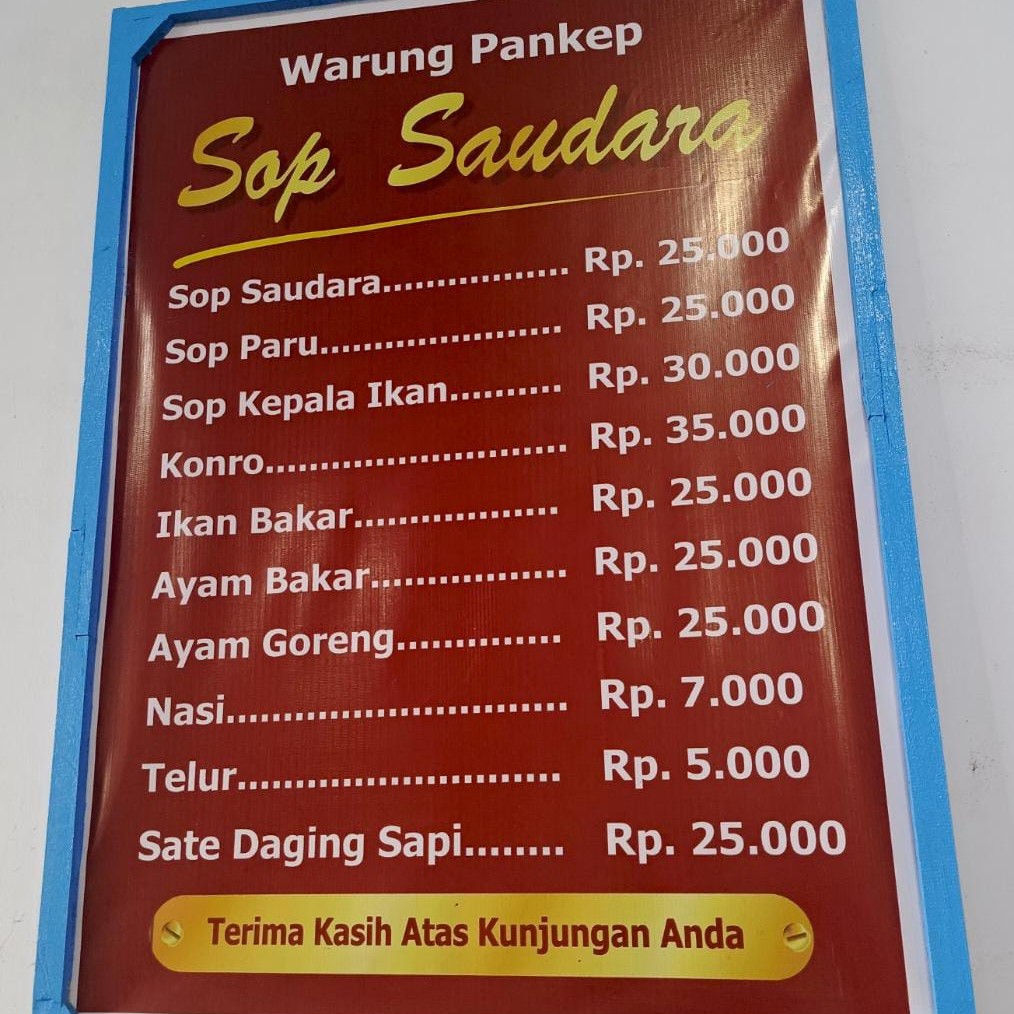 Warung Pankep
Sop Saudara
Sop Saudara................. Rp. 25.000
Sop Paru...................... Rp. 25.000
Sop Kepala Ikan.......... Rp. 30.000
Konro........................... Rp. 35.000
Ikan Bakar................... Rp. 25.000
Ayam Bakar.................. Rp. 25.000
Ayam Goreng............... Rp. 25.000
Nasi.............................. Rp. 7.000
Telur............................ Rp. 5.000
Sate Daging Sapi........ Rp. 25.000
Terima Kasih Atas Kunjungan Anda